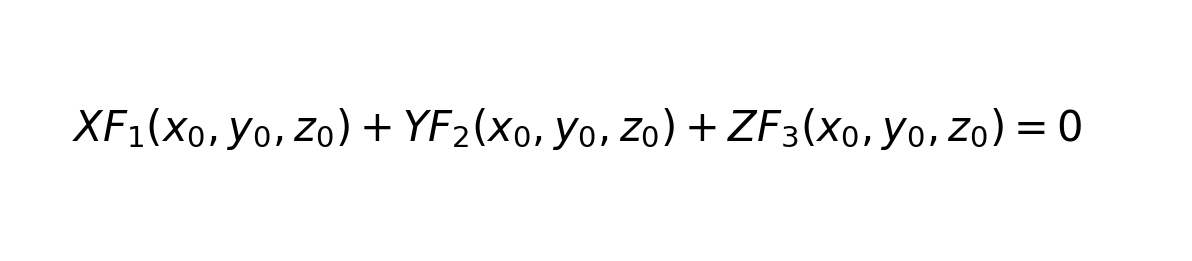 XF₁(x₀, y₀, z₀) + YF₂(x₀, y₀, z₀) + ZF₃(x₀, y₀, z₀) = 0